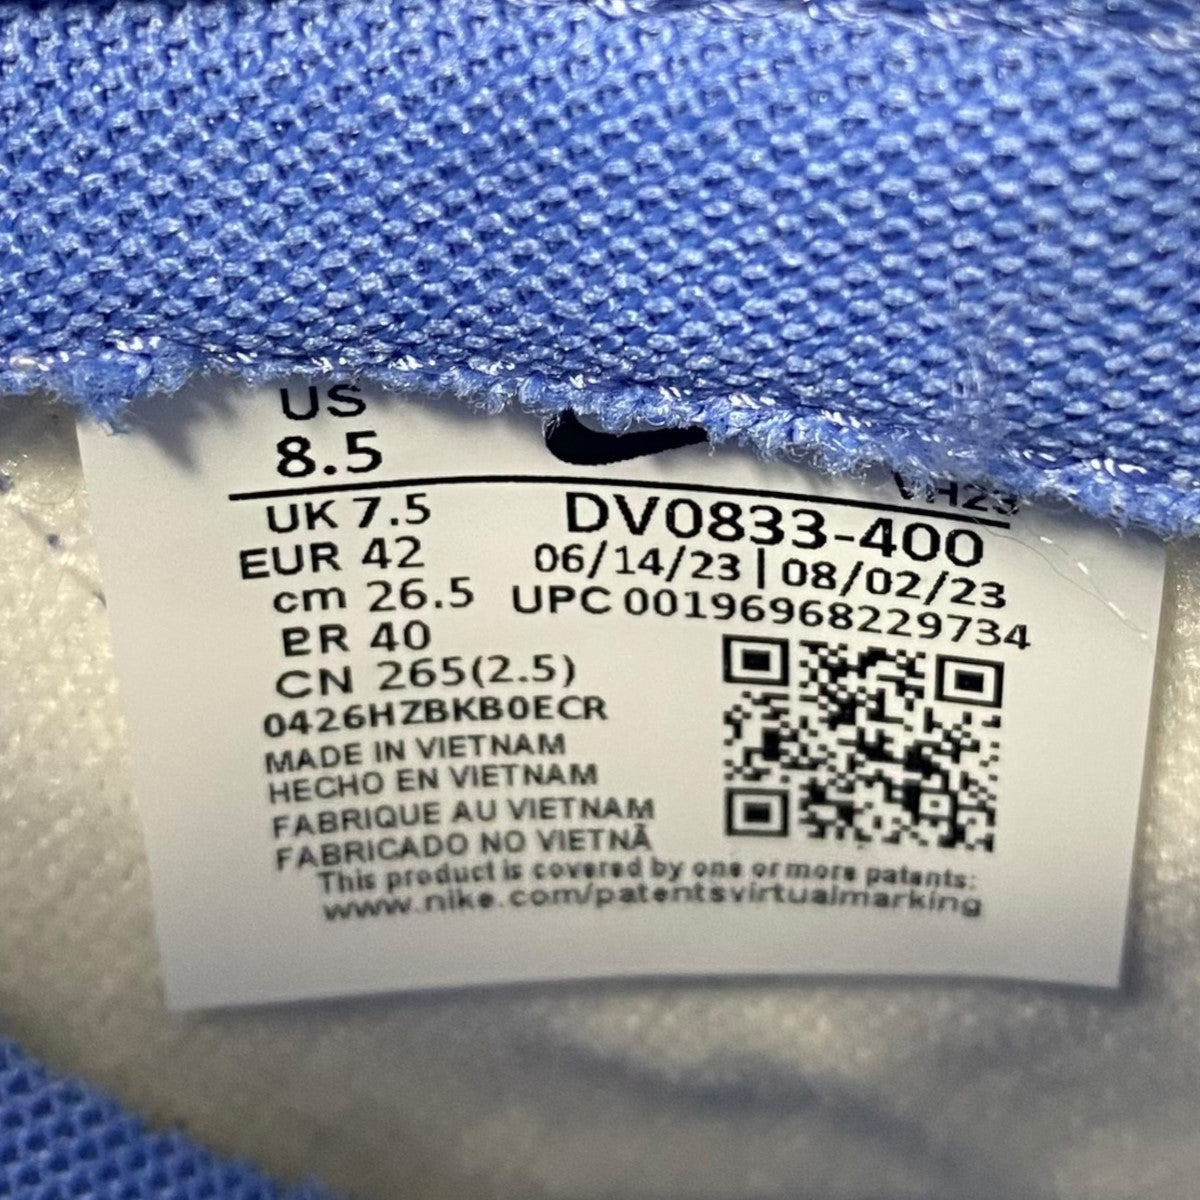 US
8.5
VH23
UK 7.5
DV0833-400
EUR 42
06/14/23 | 08/02/23
cm 26.5
UPC 00196968229734
BR 40
CN 265(2.5)
0426HZBKB0ECR
MADE IN VIETNAM
HECHO EN VIETNAM
FABRIQUE AU VIETNAM
FABRICADO NO VIETNÃ
This product is covered by one or more patents:
www.nike.com/patentsvirtualmarking